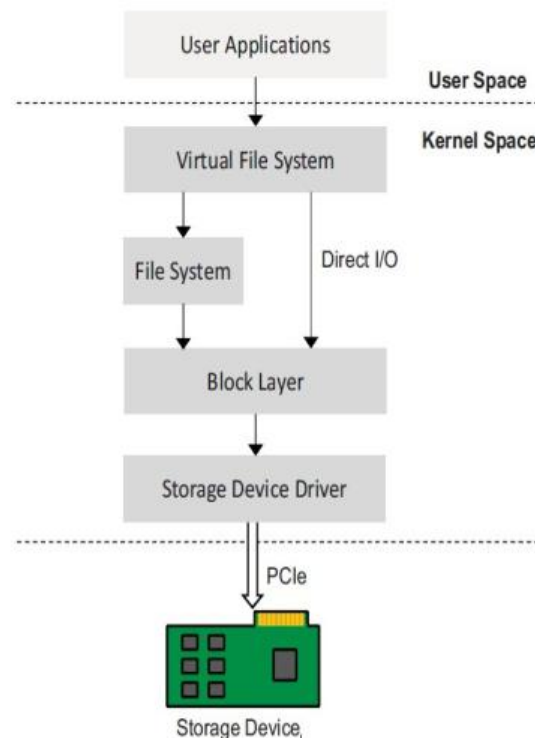 User Applications
User Space
Kernel Space
Virtual File System
File System
Direct I/O
Block Layer
Storage Device Driver
PCIe
Storage Device,